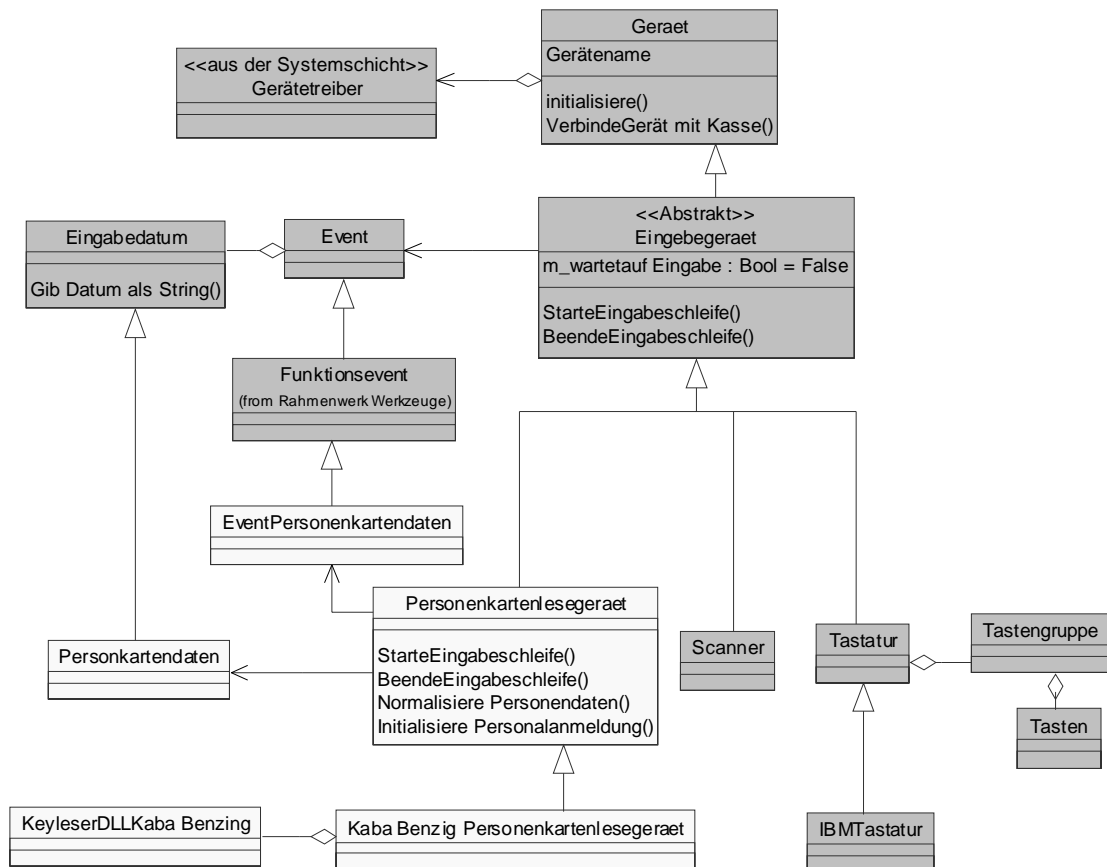 Geraet
Gerätename
initialisiere()
VerbindeGerät mit Kasse()
<<aus der Systemschicht>>
Gerätetreiber
Eingabedatum
Gib Datum als String()
Event
<<Abstrakt>>
Eingebegeraet
m_wartetauf Eingabe : Bool = False
StarteEingabeschleife()
BeendeEingabeschleife()
Funktionsevent
(from Rahmenwerk Werkzeuge)
EventPersonenkartendaten
Personenkartenlesegeraet
StarteEingabeschleife()
BeendeEingabeschleife()
Normalisiere Personendaten()
Initialisiere Personalanmeldung()
Personkartendaten
Scanner
Tastatur
Tastengruppe
Tasten
KeyleserDLLKaba Benzing
Kaba Benzig Personenkartenlesegeraet
IBMTastatur